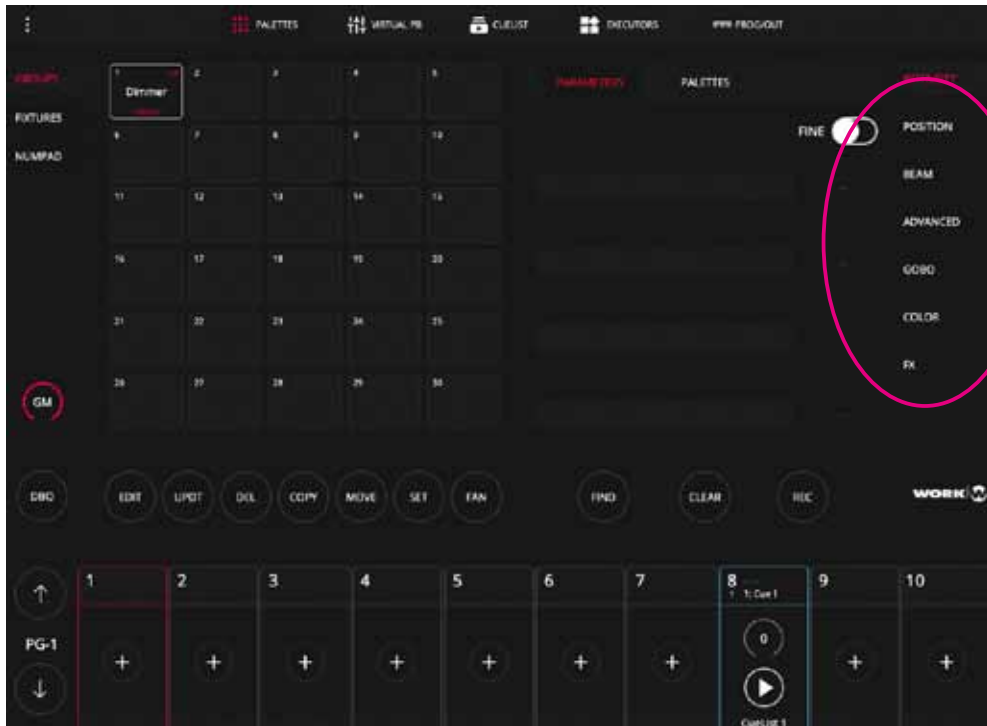 PALETTES VIRTUAL PB CUELIST EXECUTORS PROG/OUT
GROUPS
FIXTURES
NUMPAD
1 2 3 4 5
Dimmer
6 7 8 9 10
11 12 13 14 15
16 17 18 19 20
21 22 23 24 25
26 27 28 29 30
PARAMETERS PALETTES
FINE
POSITION
BEAM
ADVANCED
GOBO
COLOR
FX
GM
DBO EDIT UPDT DEL COPY MOVE SET FAN FIND CLEAR REC WORK
PG-1
1 2 3 4 5 6 7 8 9 10
1: Cue 1
0
+ + + + + + + + +
CueList 1